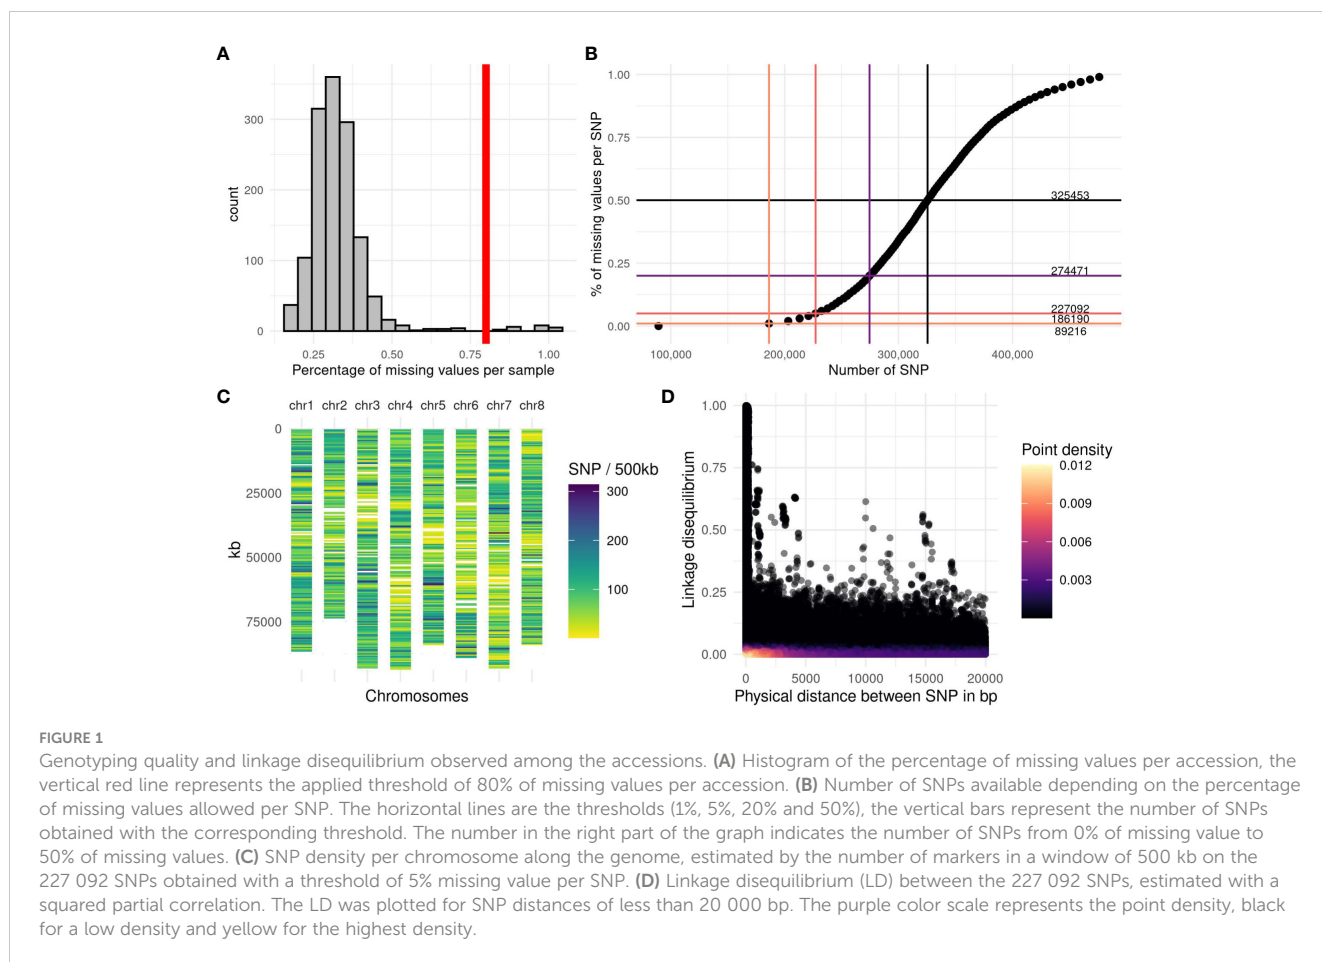 A
300
200
100
0
count
0.25 0.50 0.75 1.00
Percentage of missing values per sample
B
1.00
0.75
0.50
0.25
0.00
% of missing values per SNP
325453
274471
227092
186190
89216
100,000 200,000 300,000 400,000
Number of SNP
C
chr1 chr2 chr3 chr4 chr5 chr6 chr7 chr8
0
25000
50000
75000
kb
Chromosomes
SNP / 500kb
300
200
100
D
1.00
0.75
0.50
0.25
0.00
Linkage disequilibrium
0 5000 10000 15000 20000
Physical distance between SNP in bp
Point density
0.012
0.009
0.006
0.003
FIGURE 1
Genotyping quality and linkage disequilibrium observed among the accessions. (A) Histogram of the percentage of missing values per accession, the
vertical red line represents the applied threshold of 80% of missing values per accession. (B) Number of SNPs available depending on the percentage
of missing values allowed per SNP. The horizontal lines are the thresholds (1%, 5%, 20% and 50%), the vertical bars represent the number of SNPs
obtained with the corresponding threshold. The number in the right part of the graph indicates the number of SNPs from 0% of missing value to
50% of missing values. (C) SNP density per chromosome along the genome, estimated by the number of markers in a window of 500 kb on the
227 092 SNPs obtained with a threshold of 5% missing value per SNP. (D) Linkage disequilibrium (LD) between the 227 092 SNPs, estimated with a
squared partial correlation. The LD was plotted for SNP distances of less than 20 000 bp. The purple color scale represents the point density, black
for a low density and yellow for the highest density.